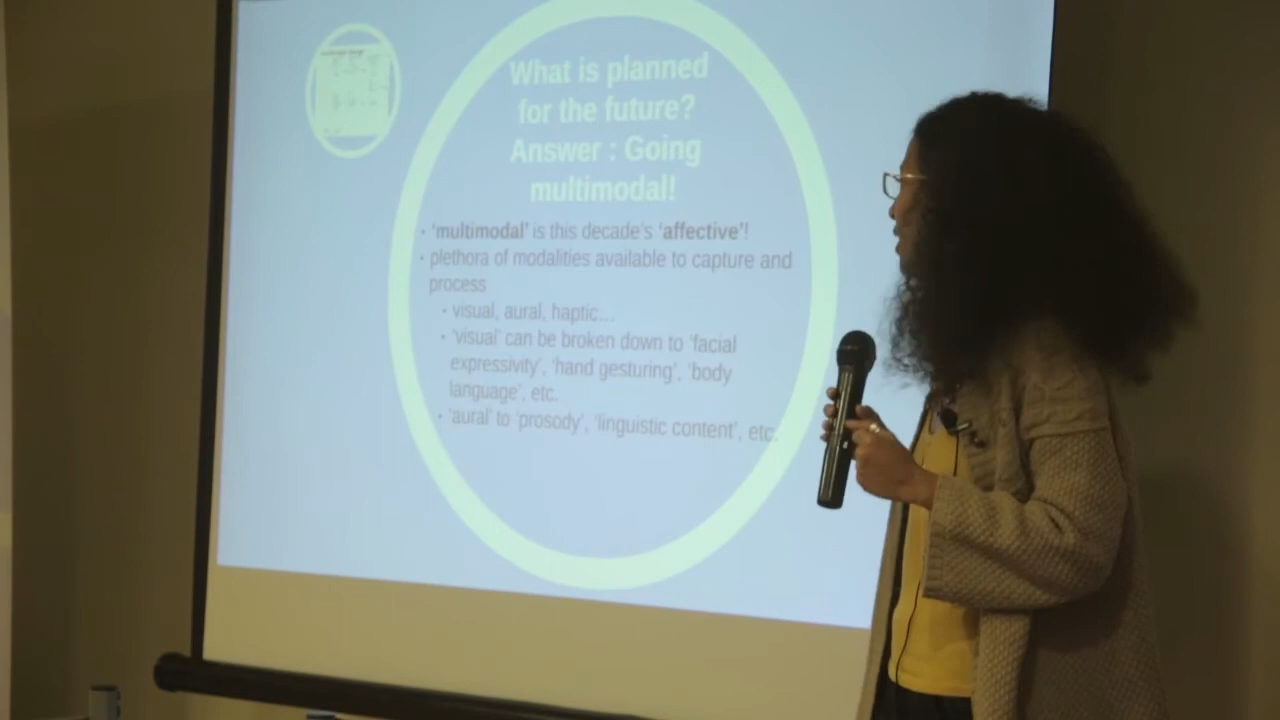 What is planned
for the future?
Answer : Going
multimodal!
• 'multimodal' is this decade's 'affective'!
• plethora of modalities available to capture and
process
• visual, aural, haptic...
• 'visual' can be broken down to 'facial
expressivity', 'hand gesturing', 'body
language', etc.
• 'aural' to 'prosody', 'linguistic content', etc.